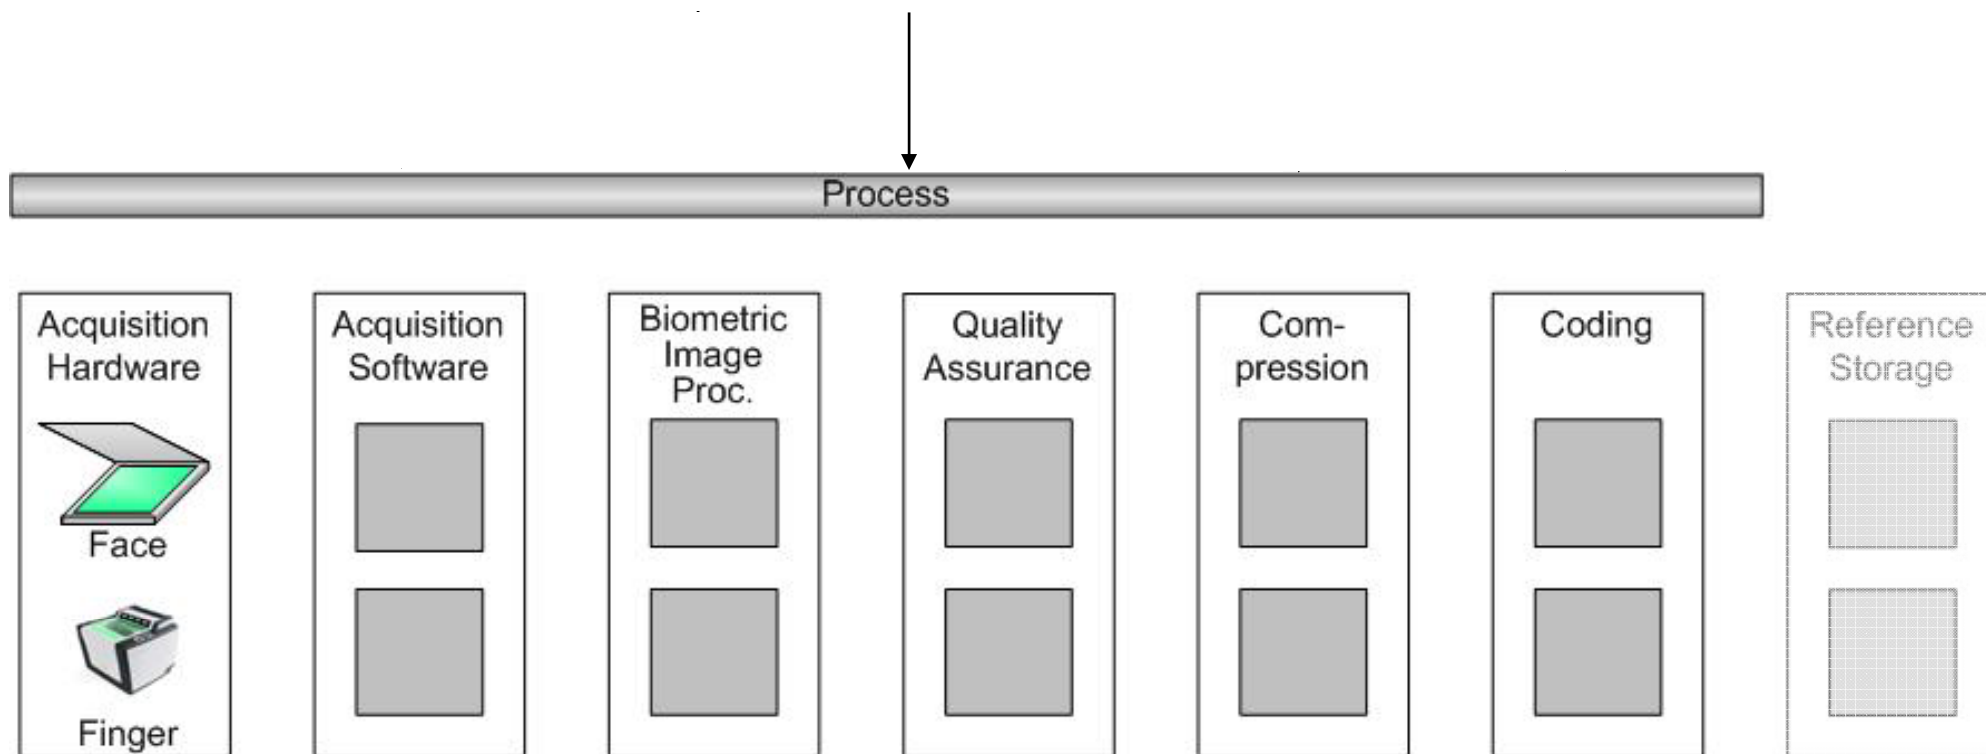 Process
Acquisition
Hardware
Face
Finger
Acquisition
Software
Biometric
Image
Proc.
Quality
Assurance
Com-
pression
Coding
Reference
Storage